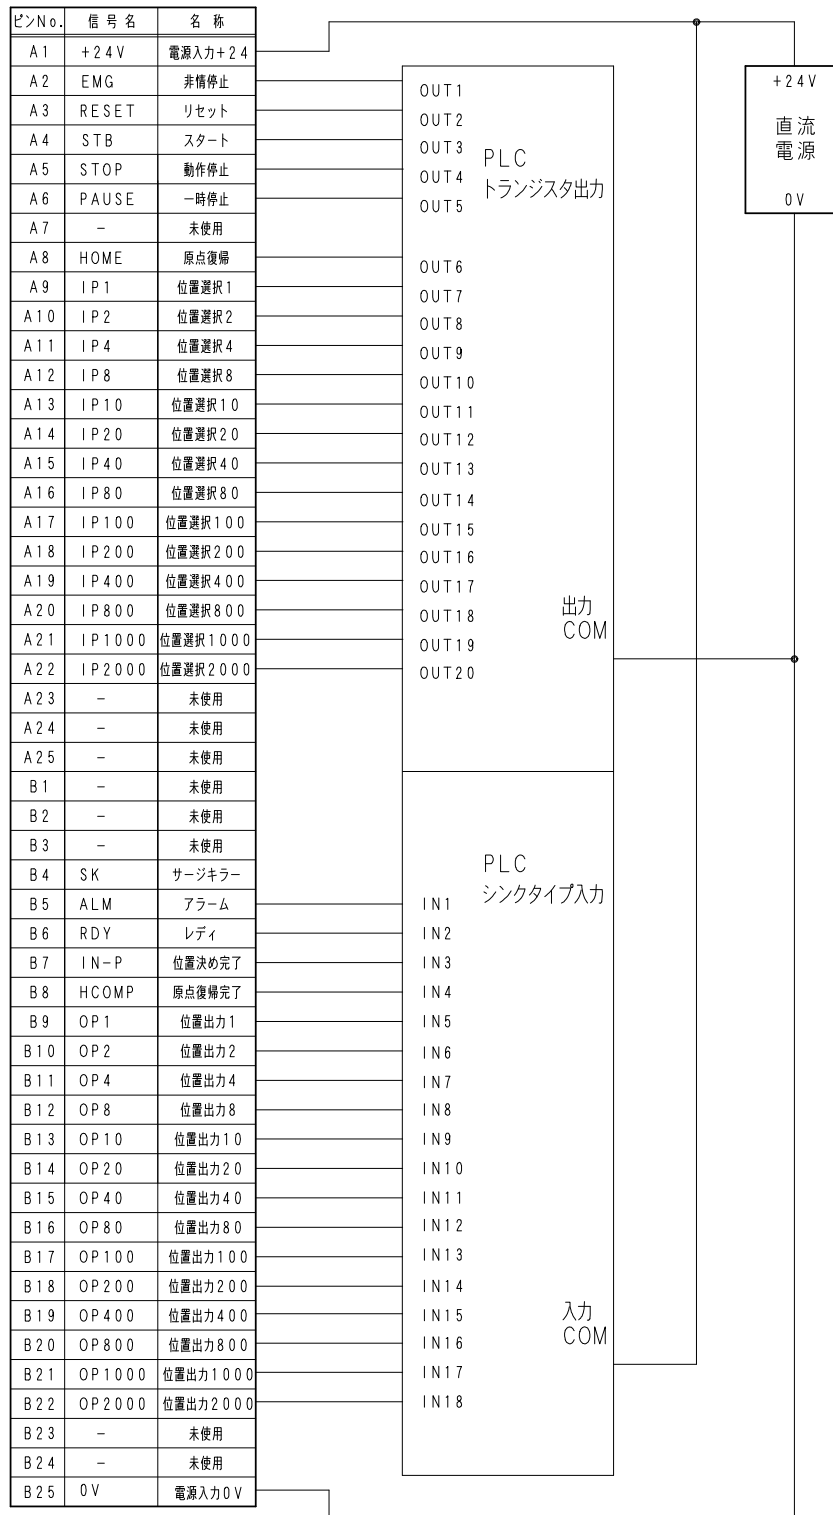 ピンNo. 信号名 名 称
A1 +24V 電源入力+24
A2 EMG 非情停止
A3 RESET リセット
A4 STB スタート
A5 STOP 動作停止
A6 PAUSE 一時停止
A7 - 未使用
A8 HOME 原点復帰
A9 IP1 位置選択1
A10 IP2 位置選択2
A11 IP4 位置選択4
A12 IP8 位置選択8
A13 IP10 位置選択10
A14 IP20 位置選択20
A15 IP40 位置選択40
A16 IP80 位置選択80
A17 IP100 位置選択100
A18 IP200 位置選択200
A19 IP400 位置選択400
A20 IP800 位置選択800
A21 IP1000 位置選択1000
A22 IP2000 位置選択2000
A23 - 未使用
A24 - 未使用
A25 - 未使用
B1 - 未使用
B2 - 未使用
B3 - 未使用
B4 SK サージキラー
B5 ALM アラーム
B6 RDY レディ
B7 IN-P 位置決め完了
B8 HCOMP 原点復帰完了
B9 OP1 位置出力1
B10 OP2 位置出力2
B11 OP4 位置出力4
B12 OP8 位置出力8
B13 OP10 位置出力10
B14 OP20 位置出力20
B15 OP40 位置出力40
B16 OP80 位置出力80
B17 OP100 位置出力100
B18 OP200 位置出力200
B19 OP400 位置出力400
B20 OP800 位置出力800
B21 OP1000 位置出力1000
B22 OP2000 位置出力2000
B23 - 未使用
B24 - 未使用
B25 0V 電源入力0V
OUT1
OUT2
OUT3
OUT4
OUT5
OUT6
OUT7
OUT8
OUT9
OUT10
OUT11
OUT12
OUT13
OUT14
OUT15
OUT16
OUT17
OUT18
OUT19
OUT20
PLC
トランジスタ出力
出力
COM
IN1
IN2
IN3
IN4
IN5
IN6
IN7
IN8
IN9
IN10
IN11
IN12
IN13
IN14
IN15
IN16
IN17
IN18
PLC
シンクタイプ入力
入力
COM
+24V
直流
電源
0V